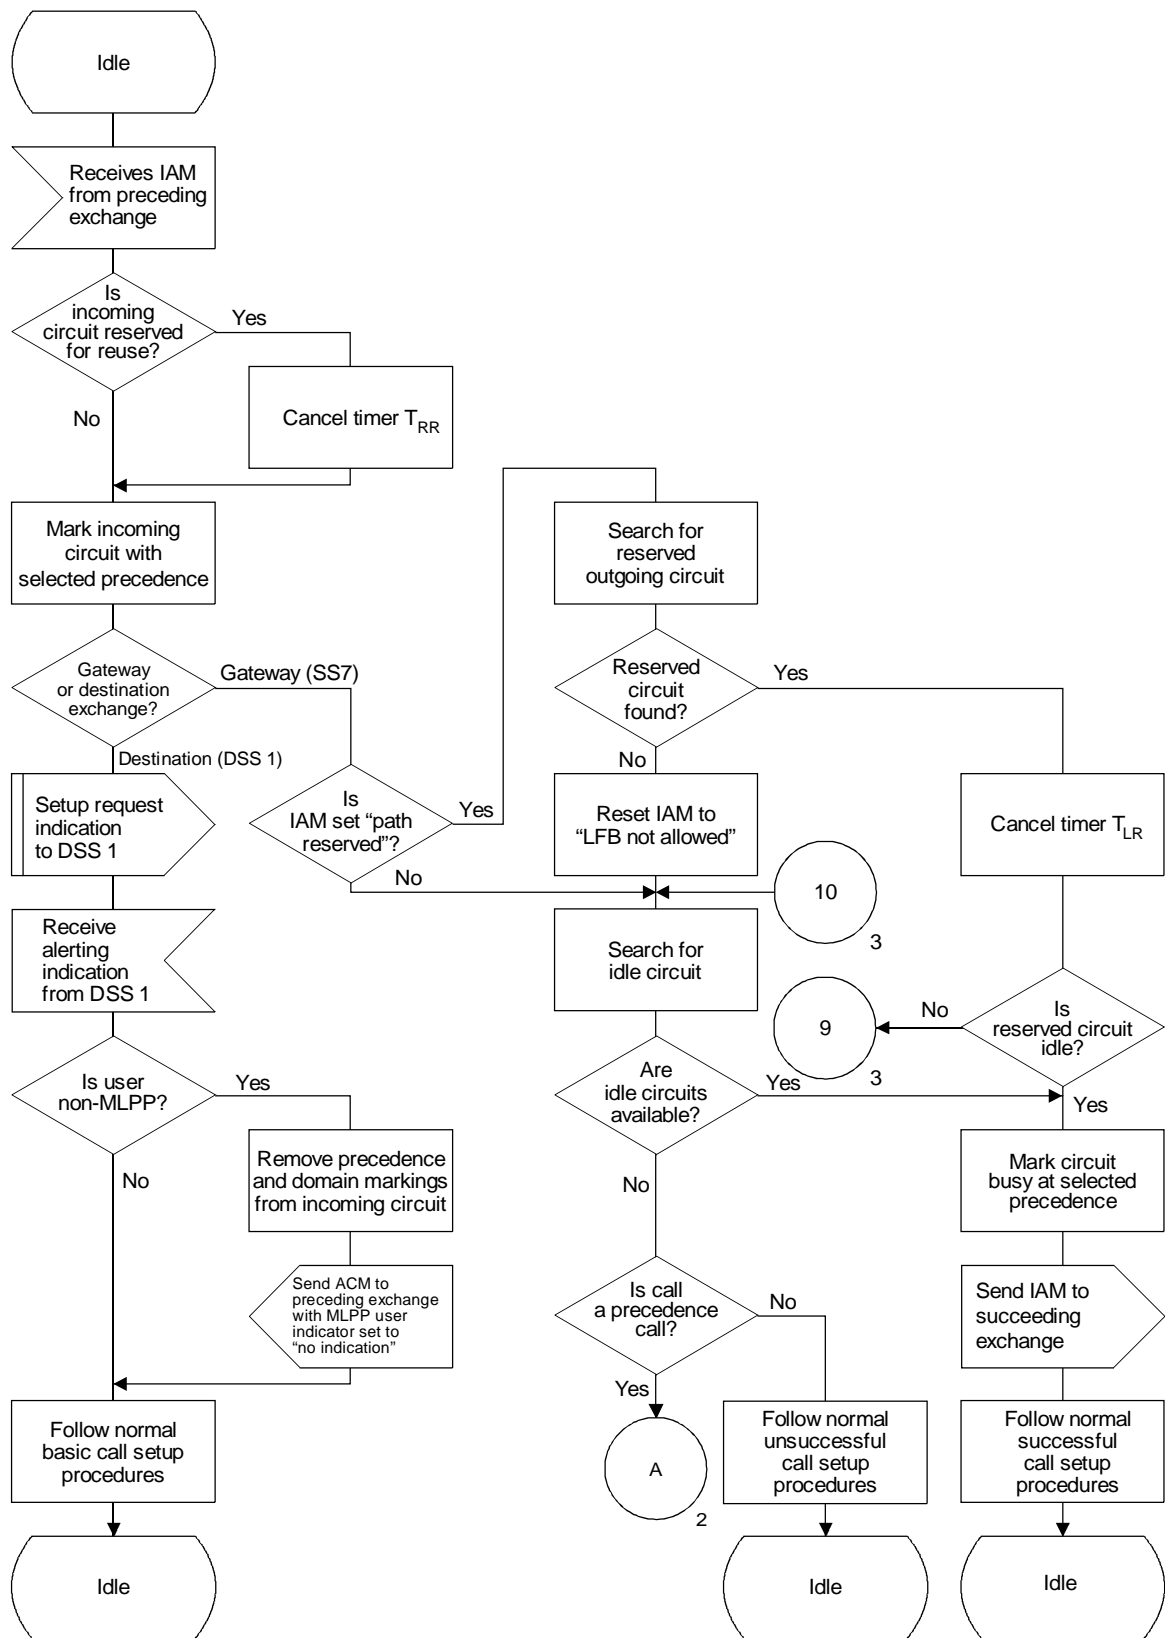 Idle
Receives IAM
from preceding
exchange
Is
incoming
circuit reserved
for reuse?
Yes
No
Cancel timer TRR
Mark incoming
circuit with
selected precedence
Gateway
or destination
exchange?
Gateway (SS7)
Destination (DSS 1)
Setup request
indication
to DSS 1
Receive
alerting
indication
from DSS 1
Is user
non-MLPP?
Yes
No
Remove precedence
and domain markings
from incoming circuit
Send ACM to
preceding exchange
with MLPP user
indicator set to
“no indication”
Follow normal
basic call setup
procedures
Idle
Is
IAM set “path
reserved”?
Yes
No
Search for
reserved
outgoing circuit
Reserved
circuit
found?
Yes
No
Reset IAM to
“LFB not allowed”
10
3
Search for
idle circuit
9
3
Are
idle circuits
available?
Yes
No
Is call
a precedence
call?
No
Yes
A
2
Follow normal
unsuccessful
call setup
procedures
Idle
Cancel timer TLR
Is
reserved circuit
idle?
No
Yes
Mark circuit
busy at selected
precedence
Send IAM to
succeeding
exchange
Follow normal
successful
call setup
procedures
Idle